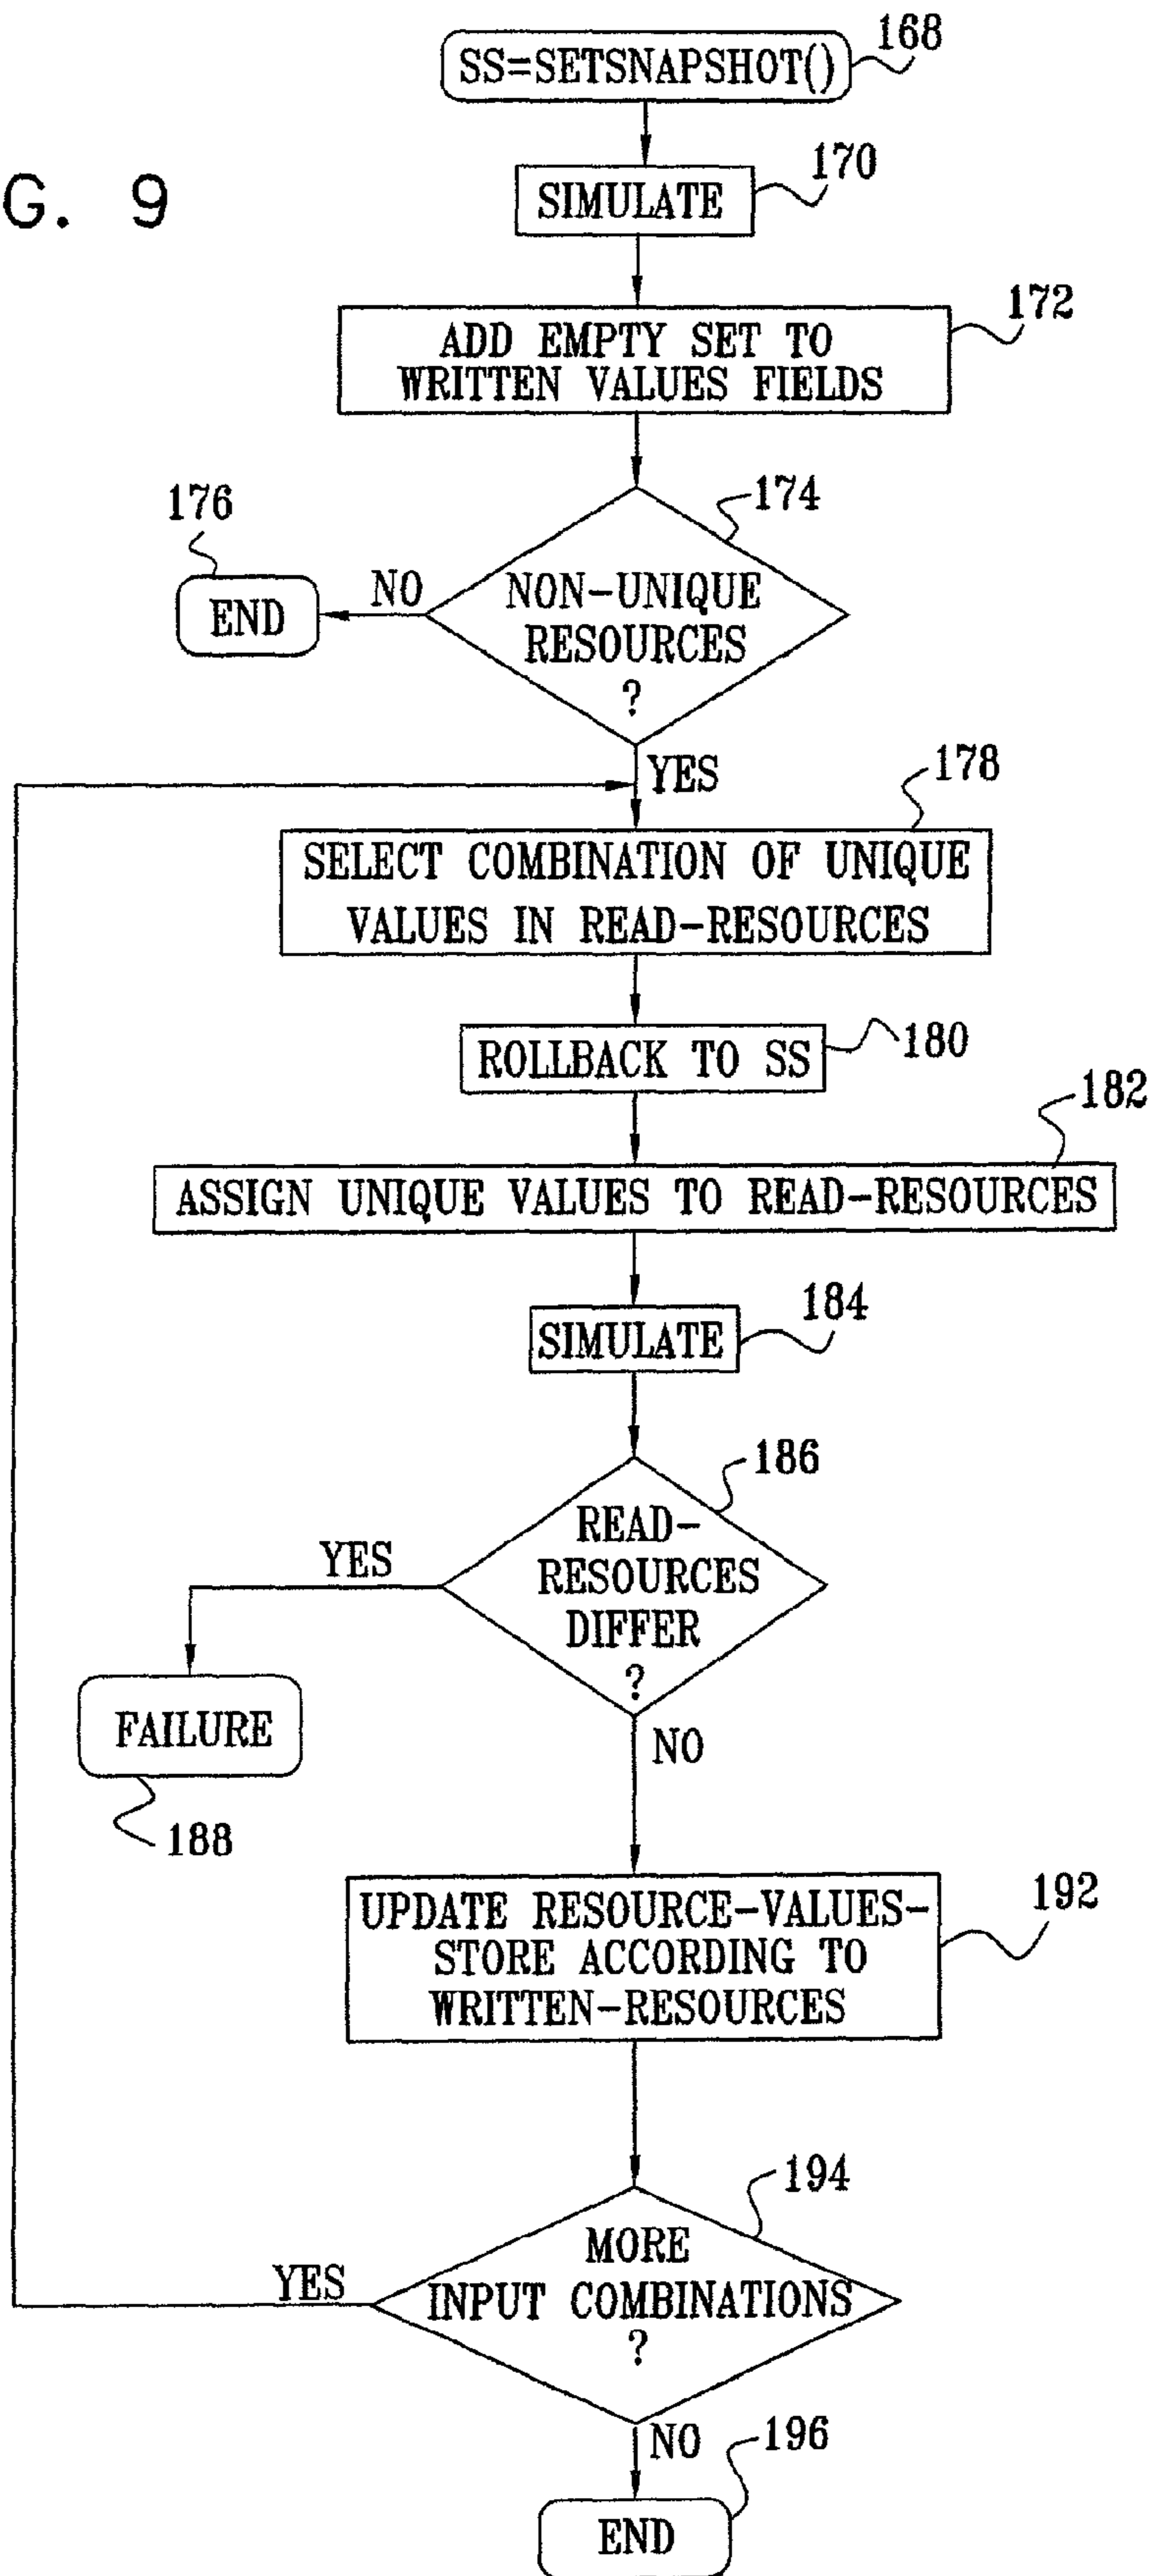 SS=SETSNAPSHOT()
168
G. 9
SIMULATE
170
ADD EMPTY SET TO
WRITTEN VALUES FIELDS
172
NON-UNIQUE
RESOURCES
?
174
176
END
NO
YES
SELECT COMBINATION OF UNIQUE
VALUES IN READ-RESOURCES
178
ROLLBACK TO SS
180
ASSIGN UNIQUE VALUES TO READ-RESOURCES
182
SIMULATE
184
READ-
RESOURCES
DIFFER
?
186
YES
FAILURE
188
NO
UPDATE RESOURCE-VALUES-
STORE ACCORDING TO
WRITTEN-RESOURCES
192
MORE
INPUT COMBINATIONS
?
194
YES
NO
END
196